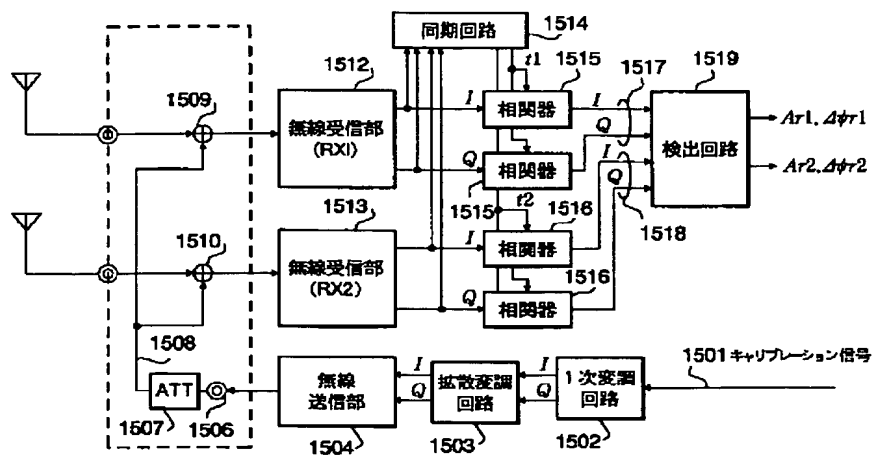 同期回路
1514
t1
1515
1512
1517
1519
1509
無線受信部
(RX1)
I
相関器
I
Q
Q
相関器
I
検出回路
Ar1、Δφr1
Ar2、Δφr2
1515
t2
1516
Q
1518
1513
1510
無線受信部
(RX2)
I
相関器
1516
Q
相関器
1508
ATT
1507
1506
無線
送信部
1504
I
Q
拡散変調
回路
1503
I
Q
1次変調
回路
1502
1501 キャリブレーション信号